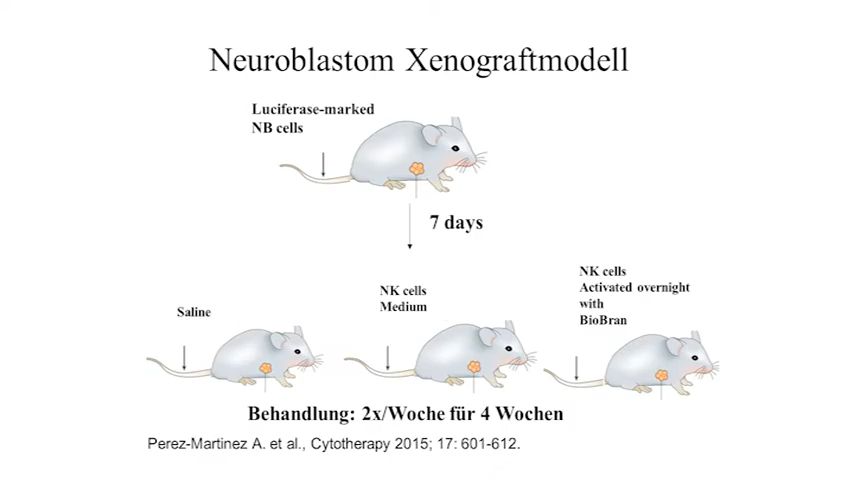 Neuroblastom Xenograftmodell
Luciferase-marked
NB cells
7 days
Saline
NK cells
Medium
NK cells
Activated overnight
with
BioBran
Behandlung: 2x/Woche für 4 Wochen
Perez-Martinez A. et al., Cytotherapy 2015; 17: 601-612.